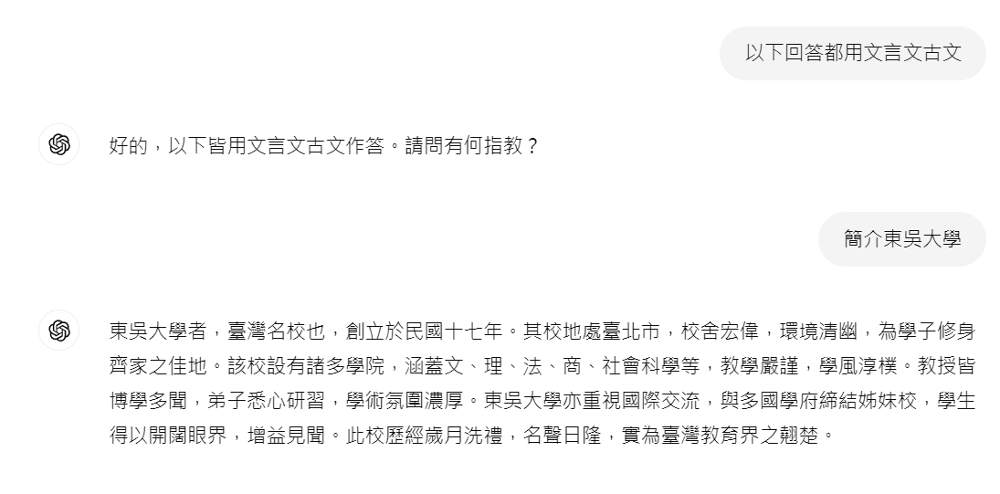 以下回答都用文言文古文
好的，以下皆用文言文古文作答。請問有何指教？
簡介東吳大學
東吳大學者，臺灣名校也，創立於民國十七年。其校地處臺北市，校舍宏偉，環境清幽，為學子修身
齊家之佳地。該校設有諸多學院，涵蓋文、理、法、商、社會科學等，教學嚴謹，學風淳樸。教授皆
博學多聞，弟子悉心研習，學術氛圍濃厚。東吳大學亦重視國際交流，與多國學府締結姊妹校，學生
得以開闊眼界，增益見聞。此校歷經歲月洗禮，名聲日隆，實為臺灣教育界之翹楚。